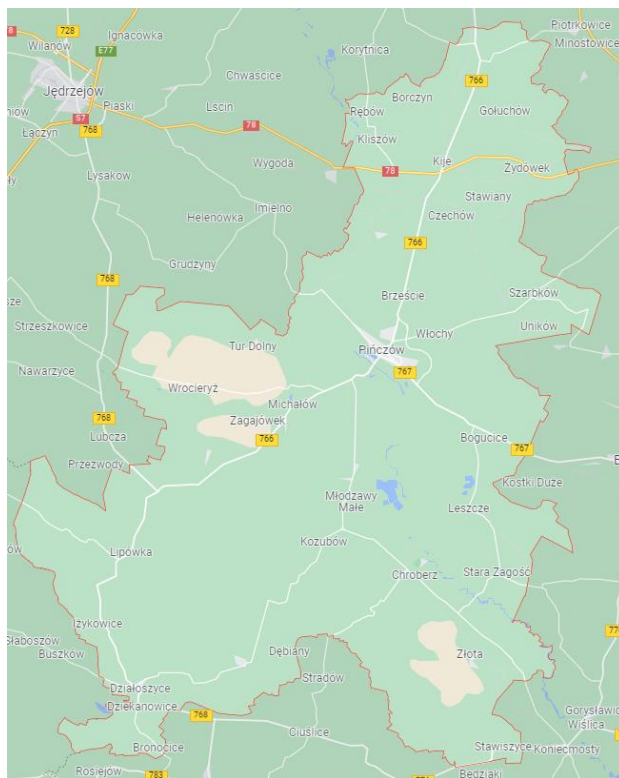 728
Ignacówka
Piotrkowice
Wilanów
E77
Korytnica
Minostowice
Chwaścice
766
Jędrzejów
Borczyn
Piaski
Lścin
Rębów
Gołuchów
S7
Łączyn
768
78
Kliszów
Wygoda
Kije
Żydówek
78
Łysaków
Stawiany
Imielno
Helenówka
Czechów
766
Grudzyny
768
Brzeście
Szarbków
Strzeszkowice
Włochy
Uników
Tur Dolny
Pińczów
Nawarzyce
767
Wrocieryż
Michałów
768
Zagajówek
766
Lubcza
Bogucice
767
Przezwody
Kostki Duże
Młodzawy
Małe
Leszcze
Lipówka
Kozubów
Chroberz
Stara Zagość
Iżykowice
Słaboszów
Buszków
Dębiany
Złota
Działoszyce
Stradów
Dziekanowice
768
Ciuślice
Gorysławic
Wiślica
Bronocice
Stawiszyce
Koniecmosty
Rosiejów
783